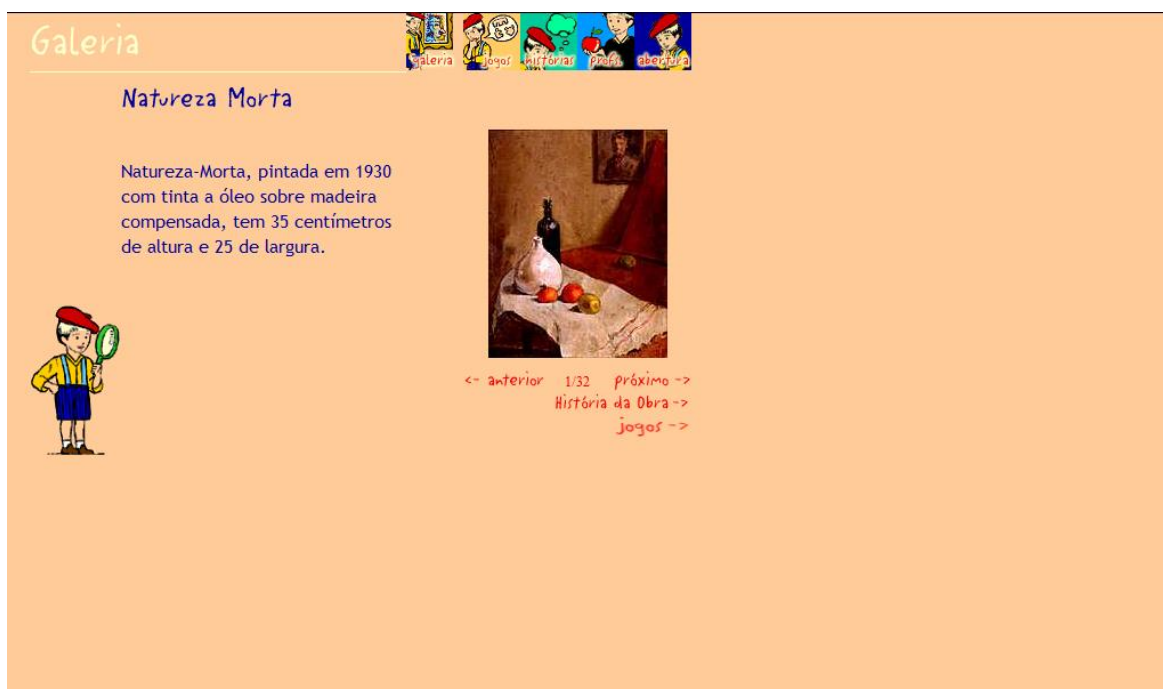 Galeria
galeria jogos histórias profs. abertura
Natureza Morta
Natureza-Morta, pintada em 1930
com tinta a óleo sobre madeira
compensada, tem 35 centímetros
de altura e 25 de largura.
<- anterior 1/32 próximo ->
História da Obra ->
jogos ->